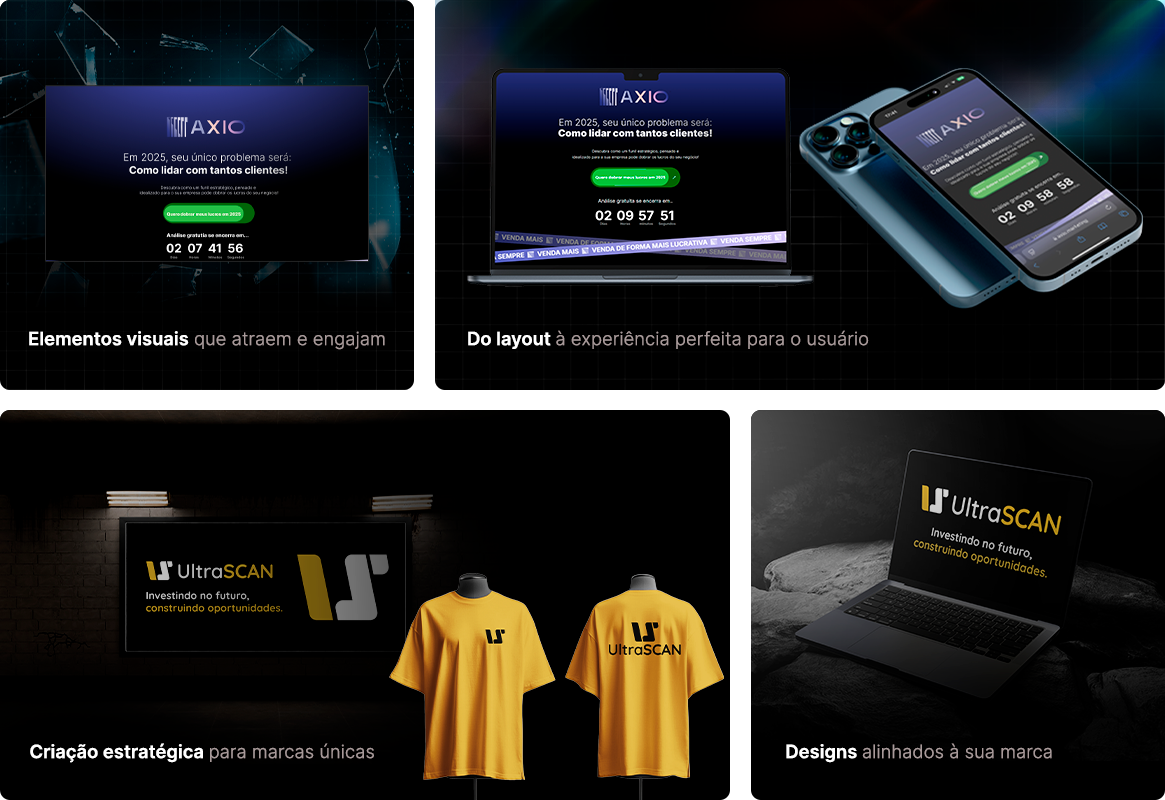 AXIO
Em 2025, seu único problema será:
Como lidar com tantos clientes!
Descubra como um funil estratégico, pensado e
idealizado para a sua empresa pode dobrar os lucros do seu negócio!
Quero dobrar meus lucros em 2025
Análise gratuita se encerra em...
02 07 41 56
Dias Horas Minutos Segundos
Elementos visuais que atraem e engajam
AXIO
Em 2025, seu único problema será:
Como lidar com tantos clientes!
Descubra como um funil estratégico, pensado e
idealizado para a sua empresa pode dobrar os lucros do seu negócio!
Quero dobrar meus lucros em 2025
Análise gratuita se encerra em...
02 09 57 51
Dias Horas Minutos Segundos
VENDA MAIS VENDA DE FORMA SEMPRE
SEMPRE VENDA MAIS VENDA DE FORMA MAIS LUCRATIVA SEMPRE
17:41
AXIO
Em 2025, seu único problema será:
Como lidar com tantos clientes!
Quero dobrar meus lucros em 2025
Análise gratuita se encerra em...
02 09 58 58
Do layout à experiência perfeita para o usuário
UltraSCAN
Investindo no futuro,
construindo oportunidades.
UltraSCAN
Criação estratégica para marcas únicas
UltraSCAN
Investindo no futuro,
construindo oportunidades.
Designs alinhados à sua marca